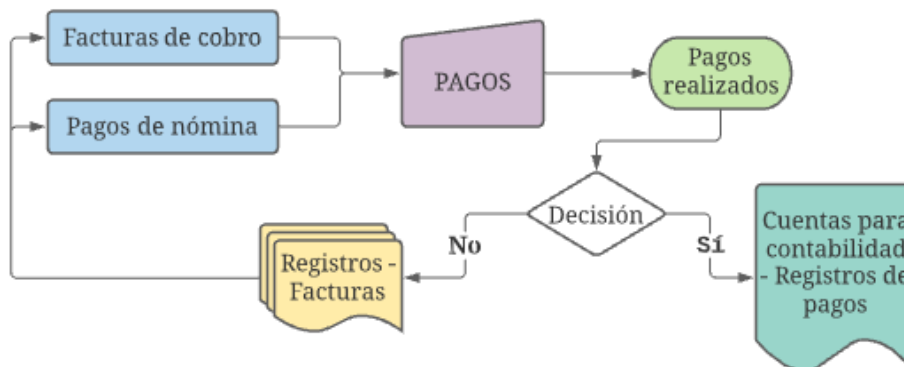 Facturas de cobro
Pagos de nómina
PAGOS
Pagos
realizados
Decisión
No
Sí
Registros -
Facturas
Cuentas para
contabilidad
- Registros de
pagos